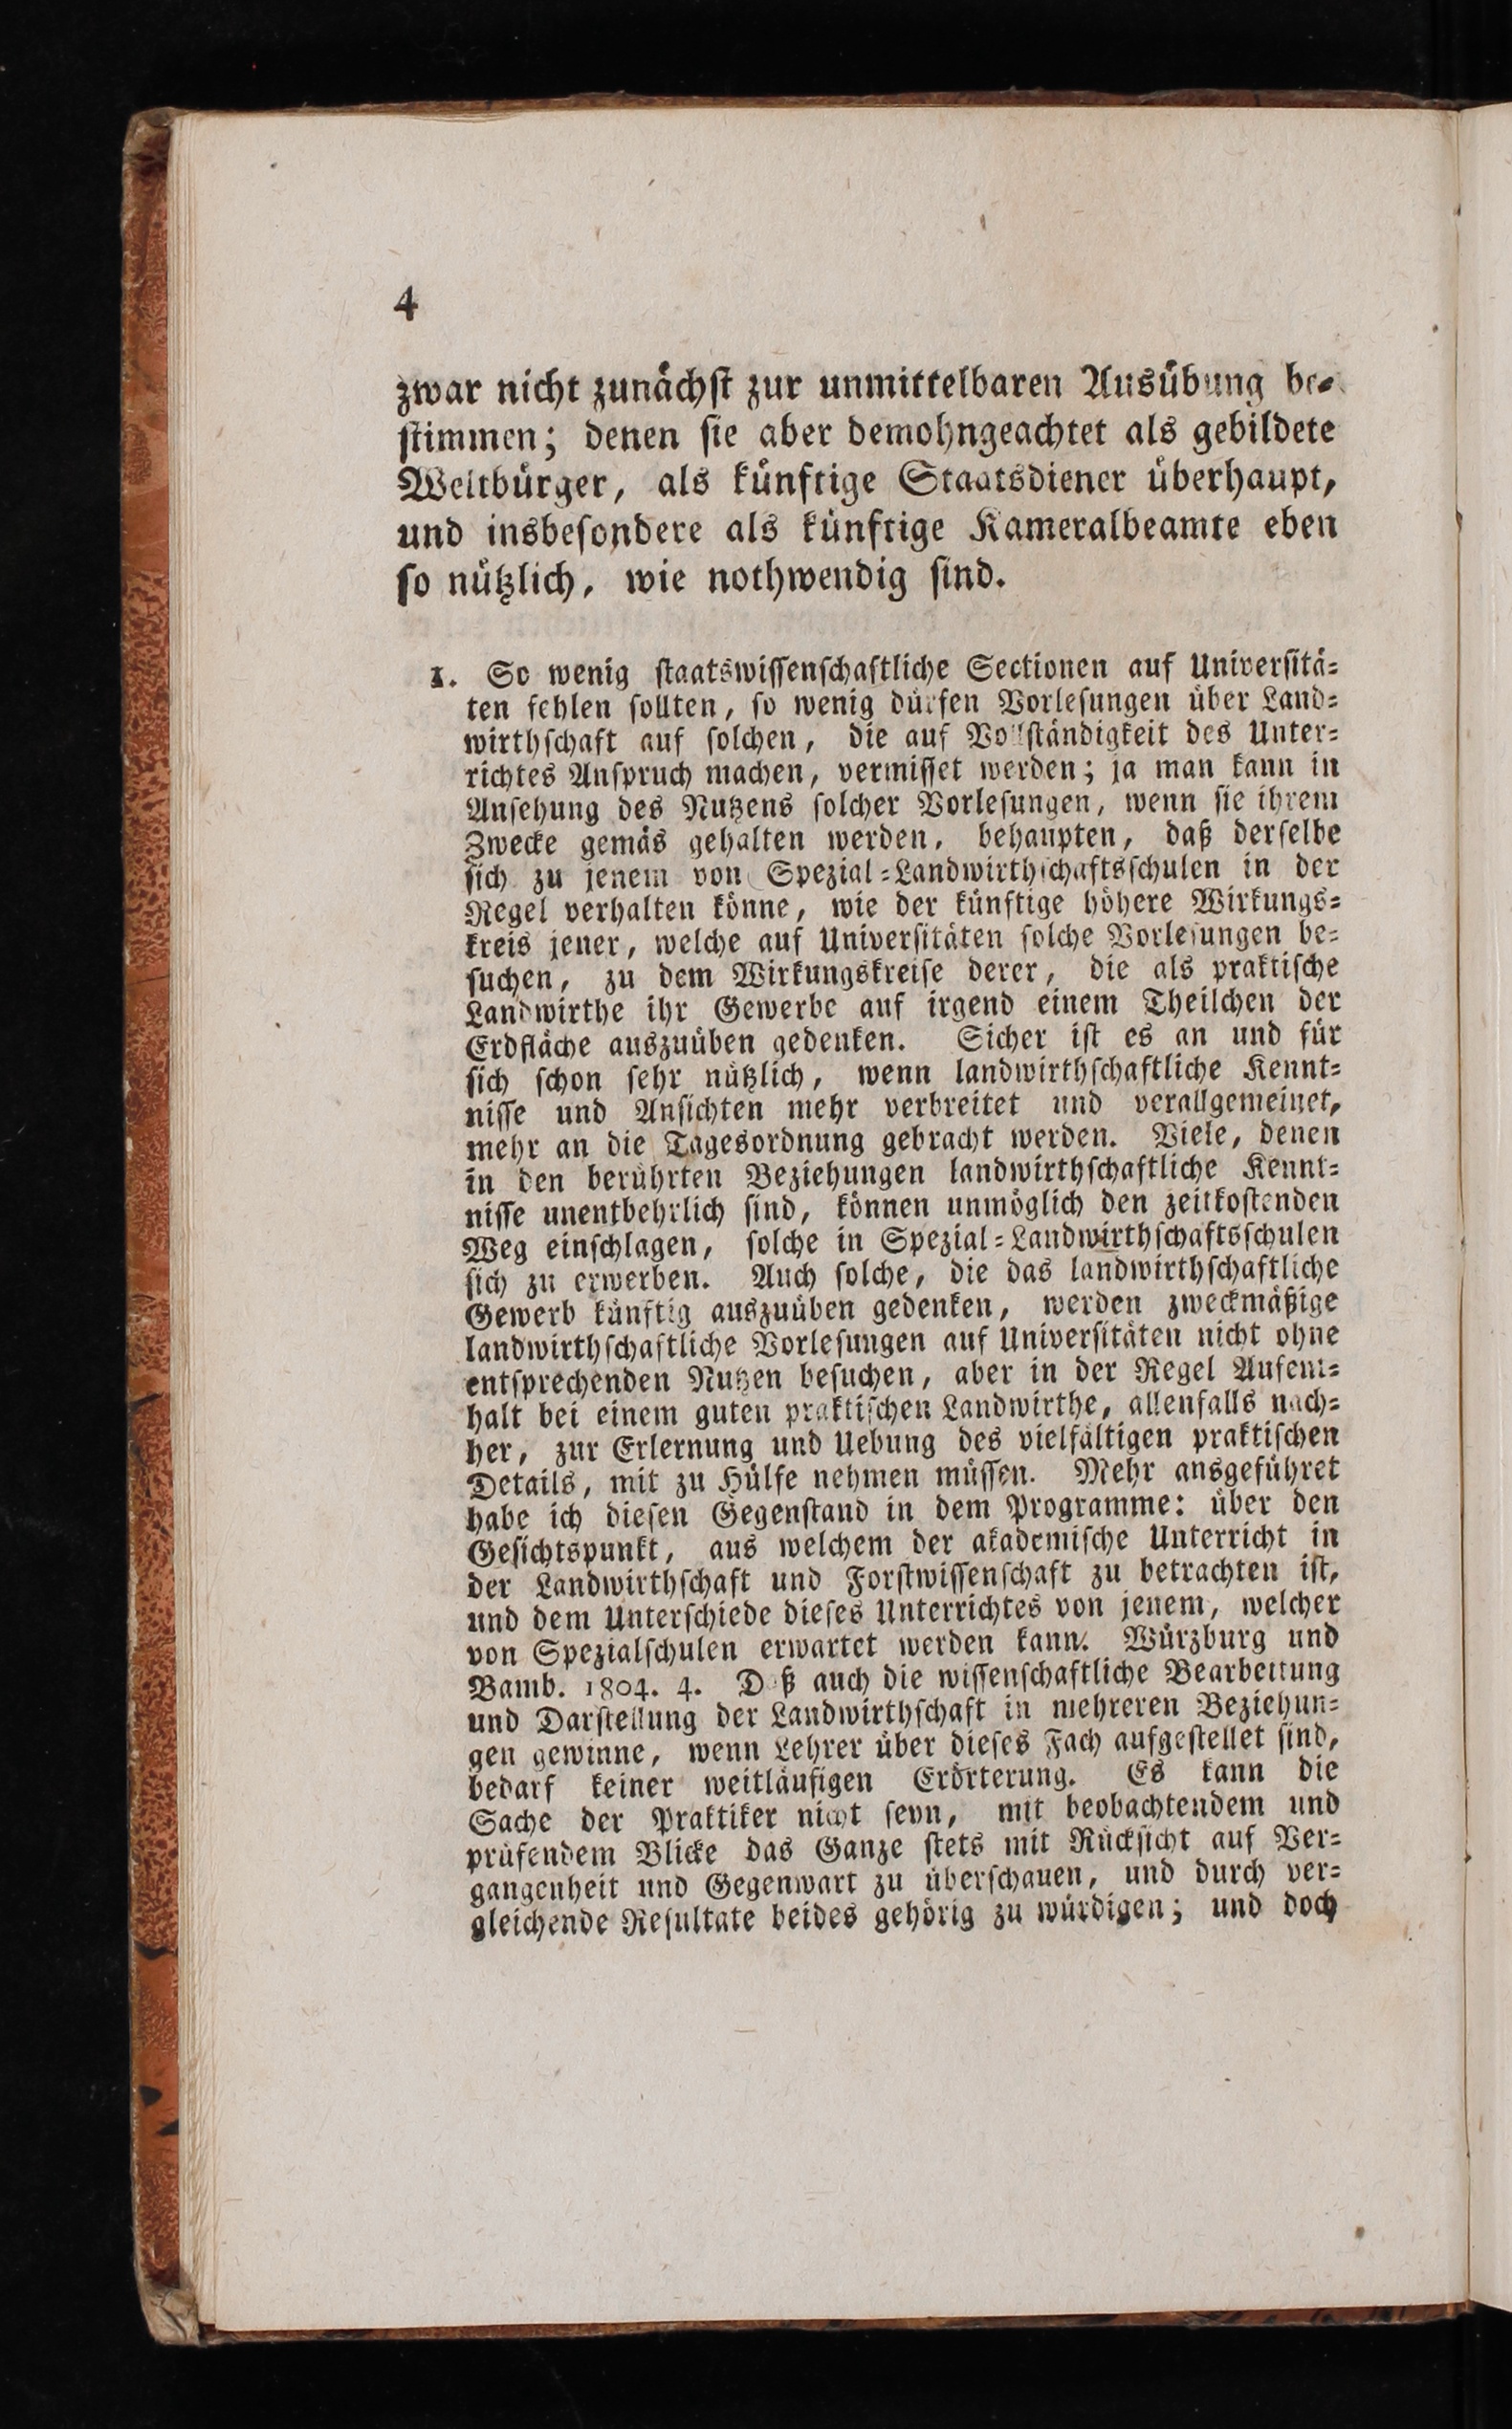 4
zwar nicht zunächſt zur unmittelbaren Ausübung be-
ſtimmen; denen ſie aber demohngeachtet als gebildete
Weltbürger, als künftige Staatsdiener überhaupt,
und insbeſondere als künftige Kameralbeamte eben
ſo nützlich, wie nothwendig ſind.
1. So wenig ſtaatswiſſenſchaftliche Sectionen auf Univerſitä-
ten fehlen ſollten, ſo wenig dürfen Vorleſungen über Land-
wirthſchaft auf ſolchen, die auf Vollſtändigkeit des Unter-
richtes Anſpruch machen, vermiſſet werden; ja man kann in
Anſehung des Nutzens ſolcher Vorleſungen, wenn ſie ihrem
Zwecke gemäs gehalten werden, behaupten, daß derſelbe
ſich zu jenem von Spezial-Landwirthſchaftsſchulen in der
Regel verhalten könne, wie der künftige höhere Wirkungs-
kreis jener, welche auf Univerſitäten ſolche Vorleſungen be-
ſuchen, zu dem Wirkungskreiſe derer, die als praktiſche
Landwirthe ihr Gewerbe auf irgend einem Theilchen der
Erdfläche auszuüben gedenken. Sicher iſt es an und für
ſich ſchon ſehr nützlich, wenn landwirthſchaftliche Kennt-
niſſe und Anſichten mehr verbreitet und verallgemeinet,
mehr an die Tagesordnung gebracht werden. Viele, denen
in den berührten Beziehungen landwirthſchaftliche Kennt-
niſſe unentbehrlich ſind, können unmöglich den zeitkoſtenden
Weg einſchlagen, ſolche in Spezial-Landwirthſchaftsſchulen
ſich zu erwerben. Auch ſolche, die das landwirthſchaftliche
Gewerb künftig auszuüben gedenken, werden zweckmäßige
landwirthſchaftliche Vorleſungen auf Univerſitäten nicht ohne
entſprechenden Nutzen beſuchen, aber in der Regel Aufent-
halt bei einem guten praktiſchen Landwirthe, allenfalls nach-
her, zur Erlernung und Uebung des vielfältigen praktiſchen
Details, mit zu Hülfe nehmen müſſen. Mehr ausgeführet
habe ich dieſen Gegenſtand in dem Programme: über den
Geſichtspunkt, aus welchem der akademiſche Unterricht in
der Landwirthſchaft und Forſtwiſſenſchaft zu betrachten iſt,
und dem Unterſchiede dieſes Unterrichtes von jenem, welcher
von Spezialſchulen erwartet werden kann. Würzburg und
Bamb. 1804. 4. Daß auch die wiſſenſchaftliche Bearbeitung
und Darſtellung der Landwirthſchaft in mehreren Beziehun-
gen gewinne, wenn Lehrer über dieſes Fach aufgeſtellet ſind,
bedarf keiner weitläufigen Erörterung. Es kann die
Sache der Praktiker nicht ſeyn, mit beobachtendem und
prüfendem Blicke das Ganze ſtets mit Rückſicht auf Ver-
gangenheit und Gegenwart zu überſchauen, und durch ver-
gleichende Reſultate beides gehörig zu würdigen; und doch